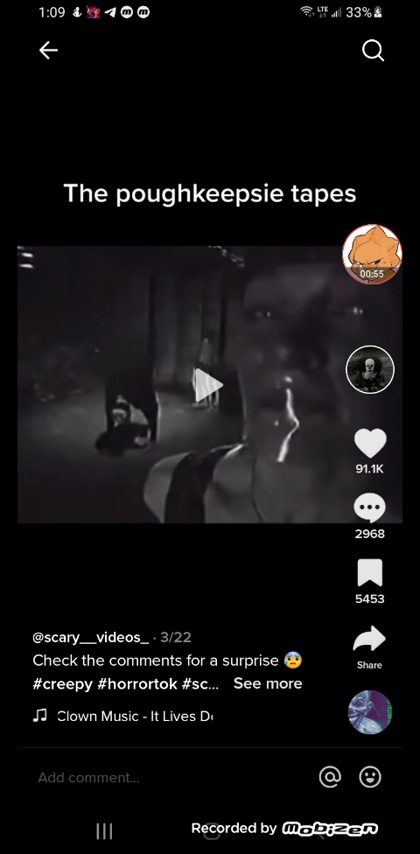 1:09
LTE
33%
The poughkeepsie tapes
00:55
91.1K
2968
5453
Share
@scary__videos_ · 3/22
Check the comments for a surprise 😰
#creepy #horrortok #sc... See more
Clown Music - It Lives
Add comment...
Recorded by Mobizen